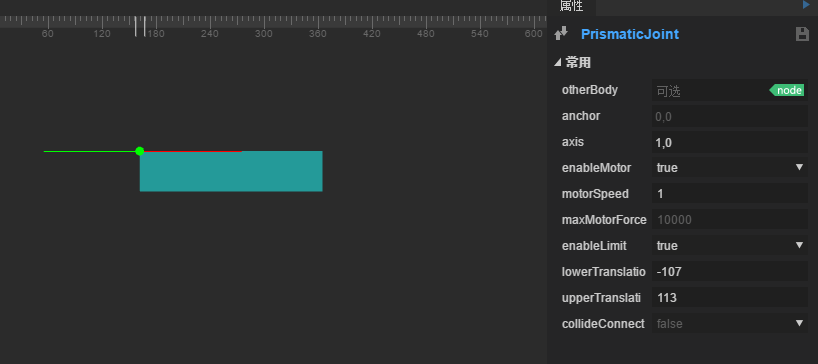 属性
60 120 180 240 300 360 420 480 540 600
PrismaticJoint
常用
otherBody 可选 node
anchor 0,0
axis 1,0
enableMotor true
motorSpeed 1
maxMotorForce 10000
enableLimit true
lowerTranslatio -107
upperTranslati 113
collideConnect false